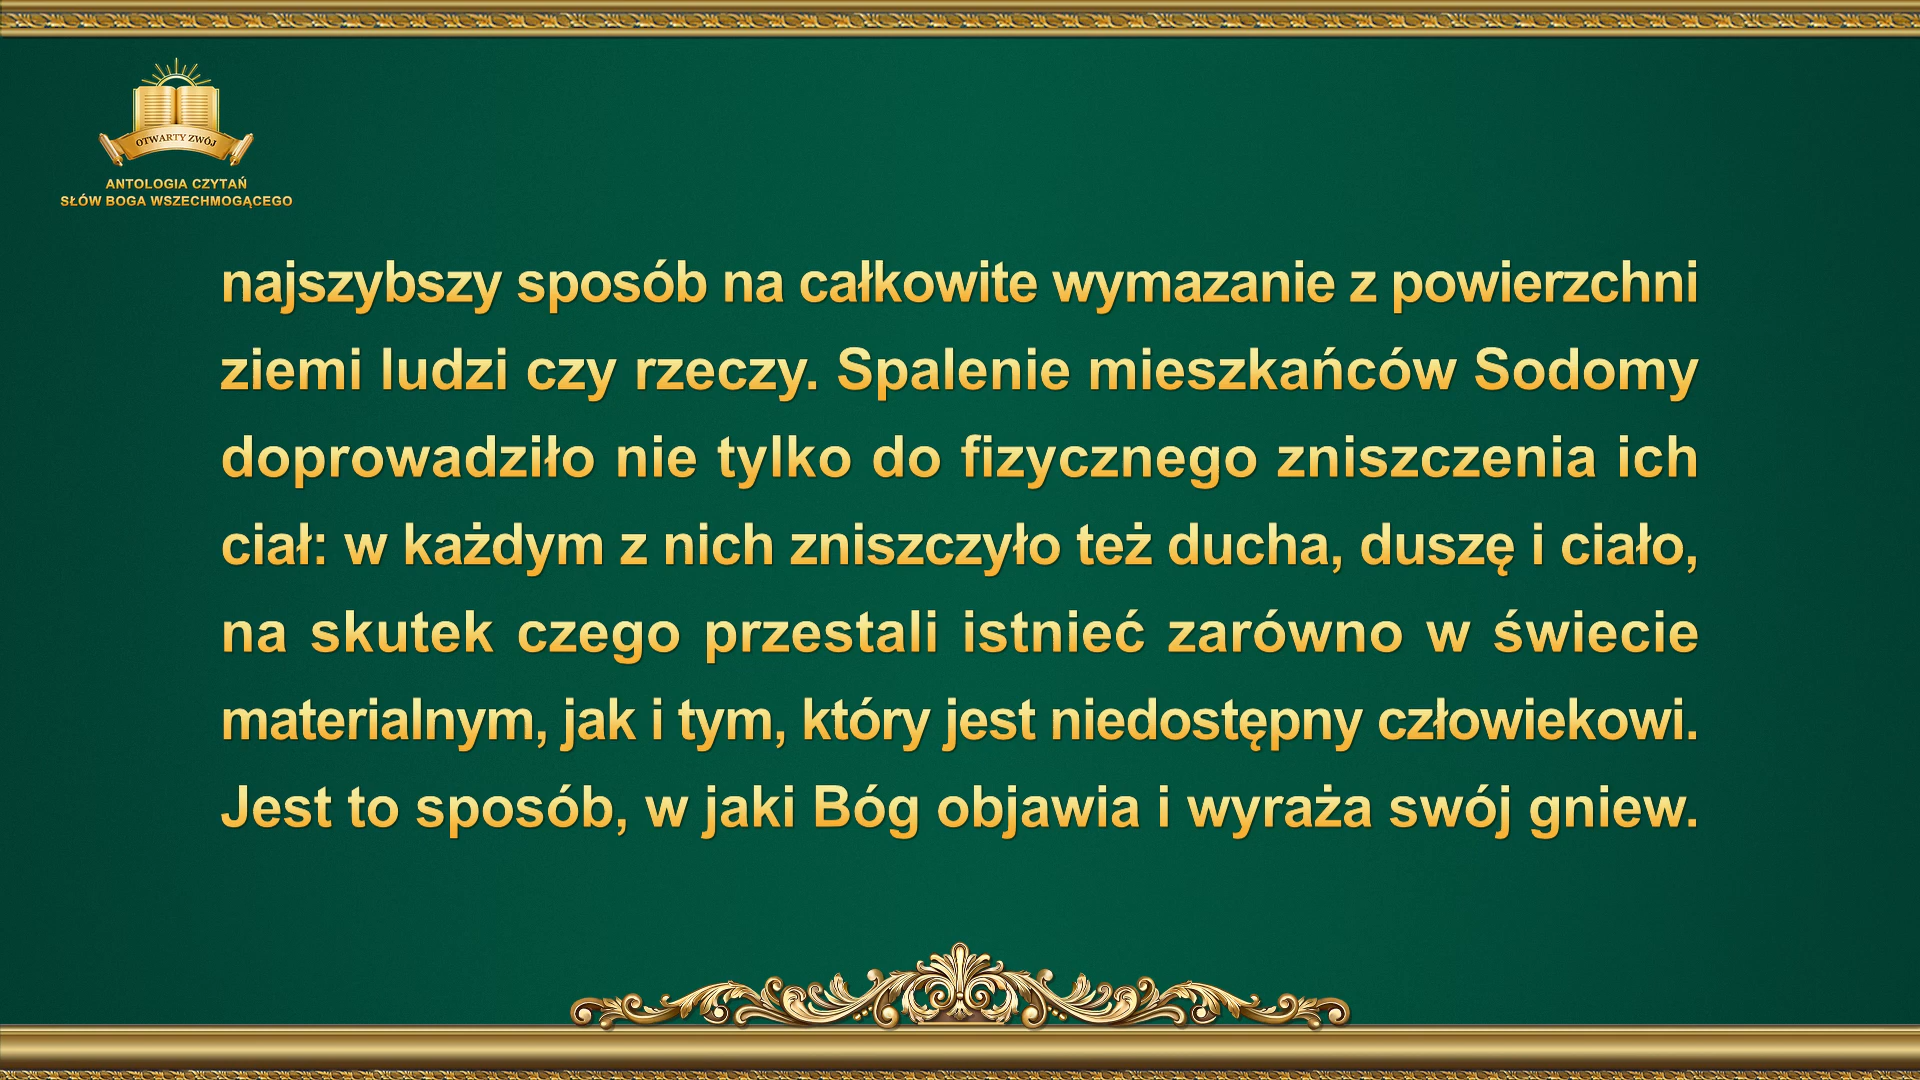 OTWARTY ZWÓJ
ANTOLOGIA CZYTAŃ
SŁÓW BOGA WSZECHMOGĄCEGO
najszybszy sposób na całkowite wymazanie z powierzchni
ziemi ludzi czy rzeczy. Spalenie mieszkańców Sodomy
doprowadziło nie tylko do fizycznego zniszczenia ich
ciał: w każdym z nich zniszczyło też ducha, duszę i ciało,
na skutek czego przestali istnieć zarówno w świecie
materialnym, jak i tym, który jest niedostępny człowiekowi.
Jest to sposób, w jaki Bóg objawia i wyraża swój gniew.